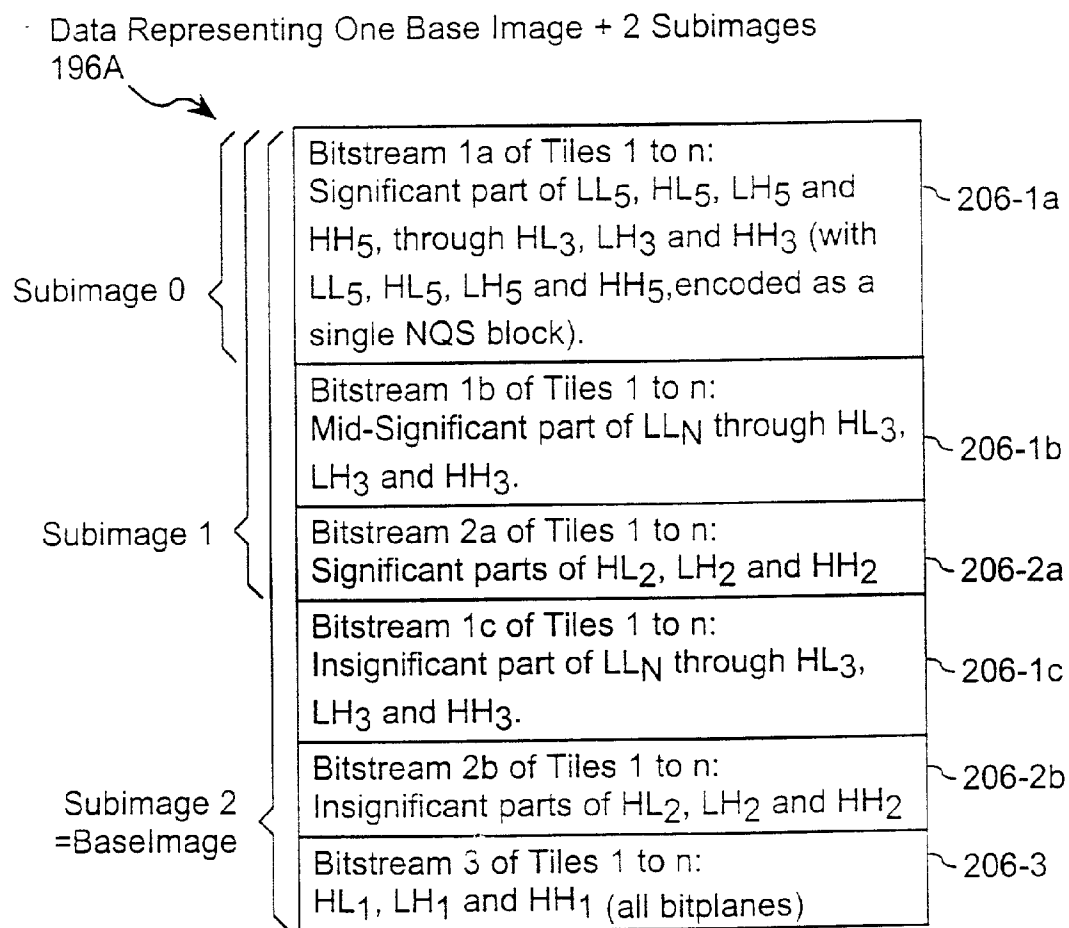 Data Representing One Base Image + 2 Subimages
196A
Bitstream 1a of Tiles 1 to n:
Significant part of LL5, HL5, LH5 and
HH5, through HL3, LH3 and HH3 (with
LL5, HL5, LH5 and HH5,encoded as a
single NQS block).
206-1a
Subimage 0
Bitstream 1b of Tiles 1 to n:
Mid-Significant part of LLN through HL3,
LH3 and HH3.
206-1b
Subimage 1
Bitstream 2a of Tiles 1 to n:
Significant parts of HL2, LH2 and HH2
206-2a
Bitstream 1c of Tiles 1 to n:
Insignificant part of LLN through HL3,
LH3 and HH3.
206-1c
Bitstream 2b of Tiles 1 to n:
Insignificant parts of HL2, LH2 and HH2
206-2b
Subimage 2
=BaseImage
Bitstream 3 of Tiles 1 to n:
HL1, LH1 and HH1 (all bitplanes)
206-3